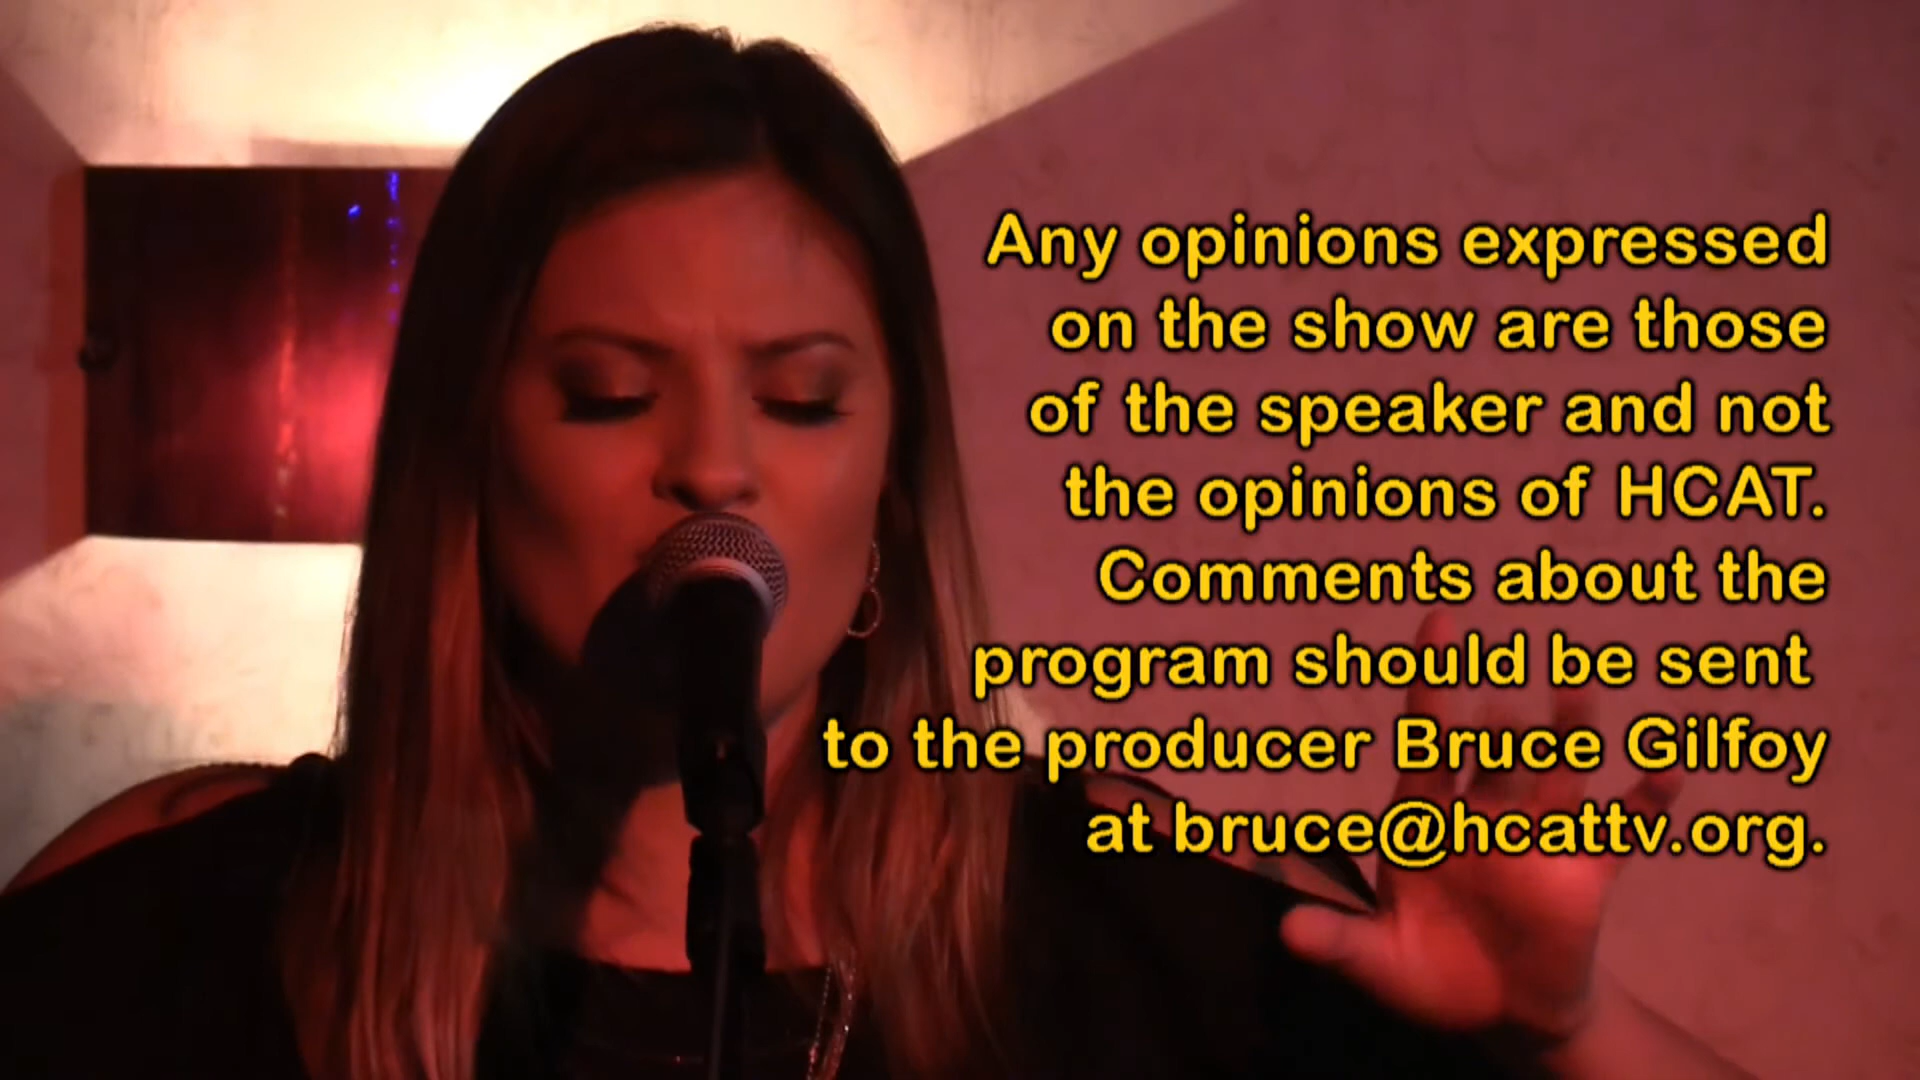 Any opinions expressed
on the show are those
of the speaker and not
the opinions of HCAT.
Comments about the
program should be sent
to the producer Bruce Gilfoy
at bruce@hcattv.org.